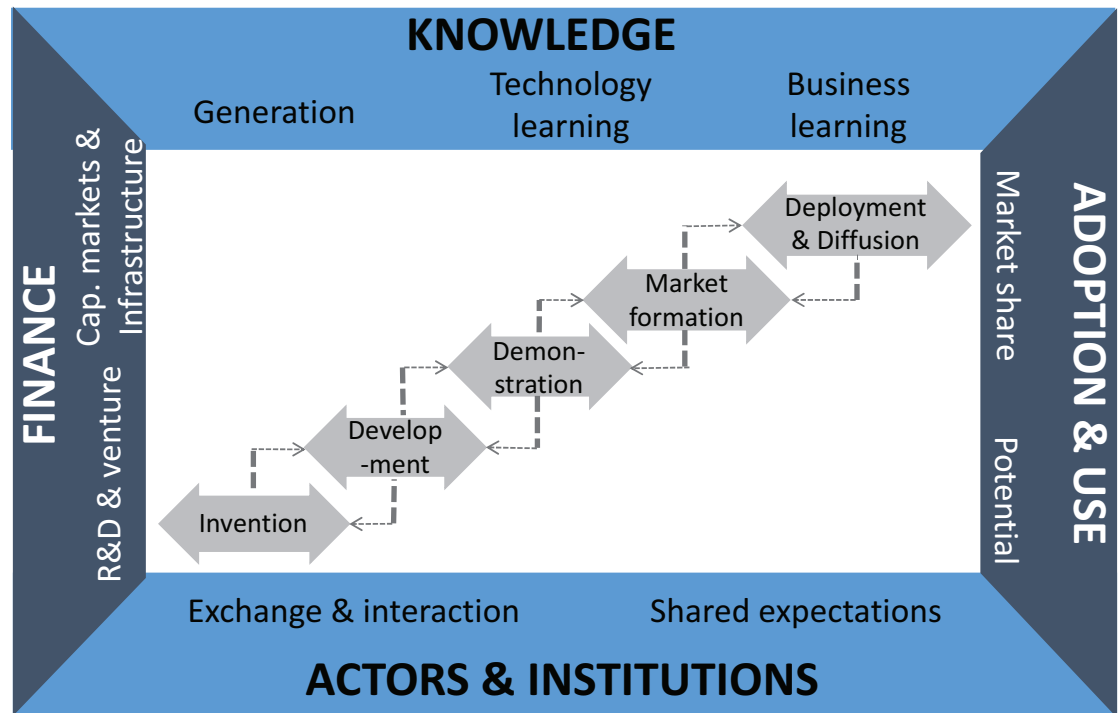 KNOWLEDGE
Generation
Technology
learning
Business
learning
FINANCE
Cap. markets &
Infrastructure
R&D & venture
Deployment
& Diffusion
Market
formation
Demon-
stration
Develop
-ment
Invention
Market share
Potential
ADOPTION & USE
Exchange & interaction
Shared expectations
ACTORS & INSTITUTIONS